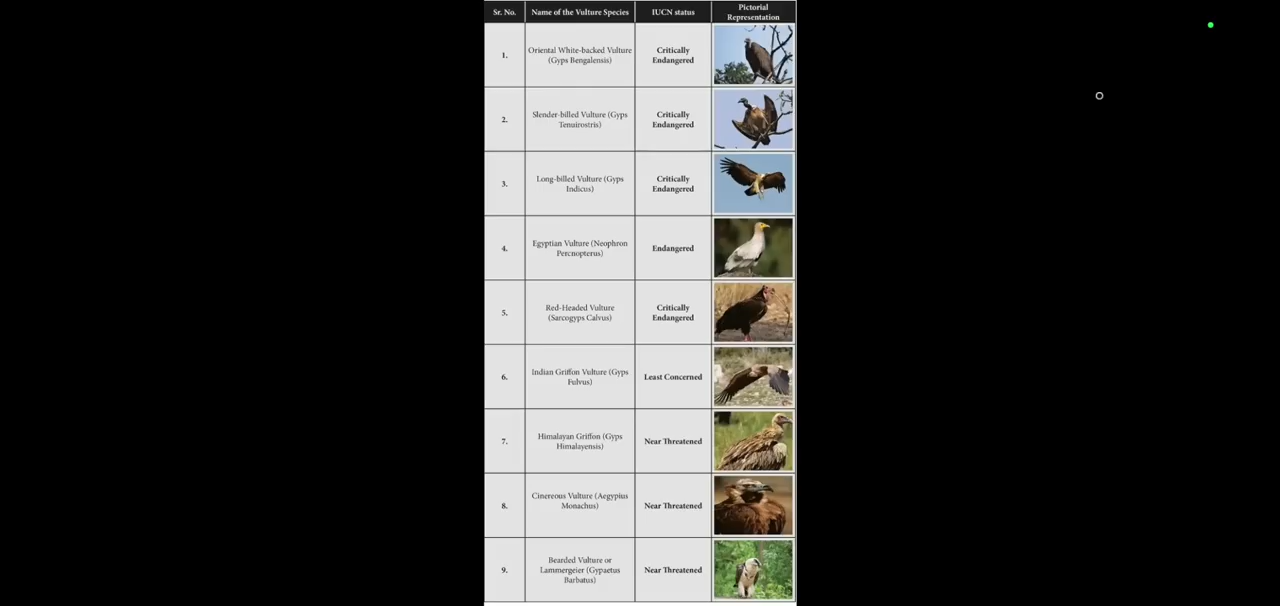 Sr. No. Name of the Vulture Species IUCN status Pictorial
Representation
1. Oriental White-backed Vulture
(Gyps Bengalensis) Critically
Endangered
2. Slender-billed Vulture (Gyps
Tenuirostris) Critically
Endangered
3. Long-billed Vulture (Gyps
Indicus) Critically
Endangered
4. Egyptian Vulture (Neophron
Percnopterus) Endangered
5. Red-Headed Vulture
(Sarcogyps Calvus) Critically
Endangered
6. Indian Griffon Vulture (Gyps
Fulvus) Least Concerned
7. Himalayan Griffon (Gyps
Himalayensis) Near Threatened
8. Cinereous Vulture (Aegypius
Monachus) Near Threatened
9. Bearded Vulture or
Lammergeier (Gypaetus
Barbatus) Near Threatened